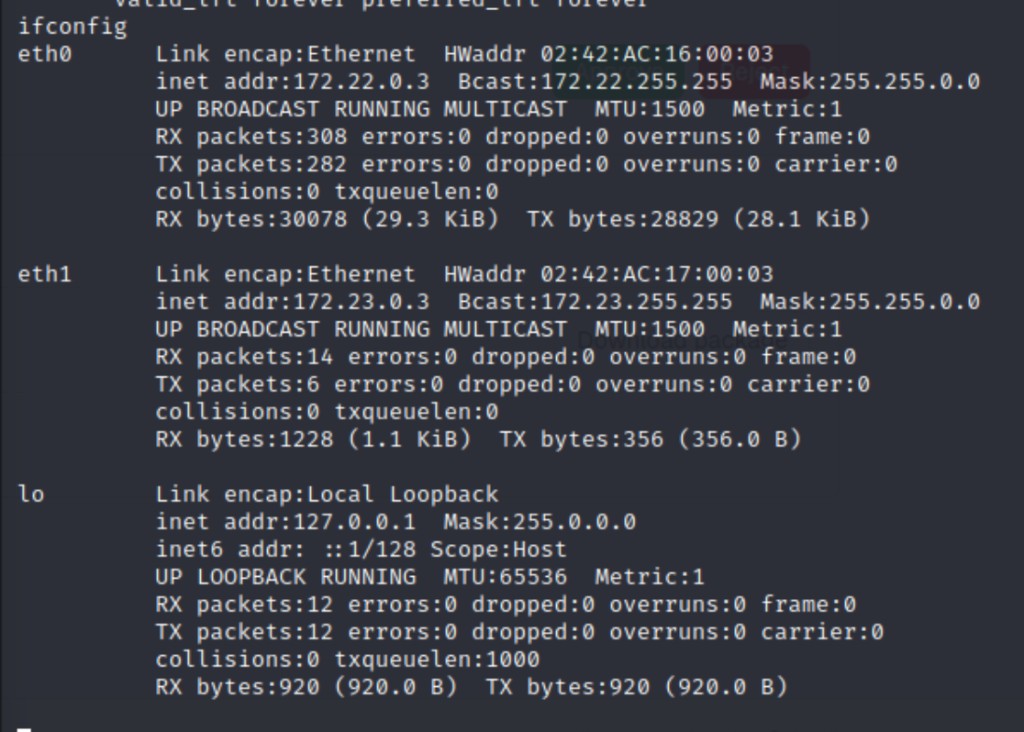 valid_lft forever preferred_lft forever
ifconfig
eth0 Link encap:Ethernet HWaddr 02:42:AC:16:00:03
inet addr:172.22.0.3 Bcast:172.22.255.255 Mask:255.255.0.0
UP BROADCAST RUNNING MULTICAST MTU:1500 Metric:1
RX packets:308 errors:0 dropped:0 overruns:0 frame:0
TX packets:282 errors:0 dropped:0 overruns:0 carrier:0
collisions:0 txqueuelen:0
RX bytes:30078 (29.3 KiB) TX bytes:28829 (28.1 KiB)
eth1 Link encap:Ethernet HWaddr 02:42:AC:17:00:03
inet addr:172.23.0.3 Bcast:172.23.255.255 Mask:255.255.0.0
UP BROADCAST RUNNING MULTICAST MTU:1500 Metric:1
Download package
RX packets:14 errors:0 dropped:0 overruns:0 frame:0
TX packets:6 errors:0 dropped:0 overruns:0 carrier:0
collisions:0 txqueuelen:0
RX bytes:1228 (1.1 KiB) TX bytes:356 (356.0 B)
lo Link encap:Local Loopback
inet addr:127.0.0.1 Mask:255.0.0.0
inet6 addr: ::1/128 Scope:Host
UP LOOPBACK RUNNING MTU:65536 Metric:1
RX packets:12 errors:0 dropped:0 overruns:0 frame:0
TX packets:12 errors:0 dropped:0 overruns:0 carrier:0
collisions:0 txqueuelen:1000
RX bytes:920 (920.0 B) TX bytes:920 (920.0 B)